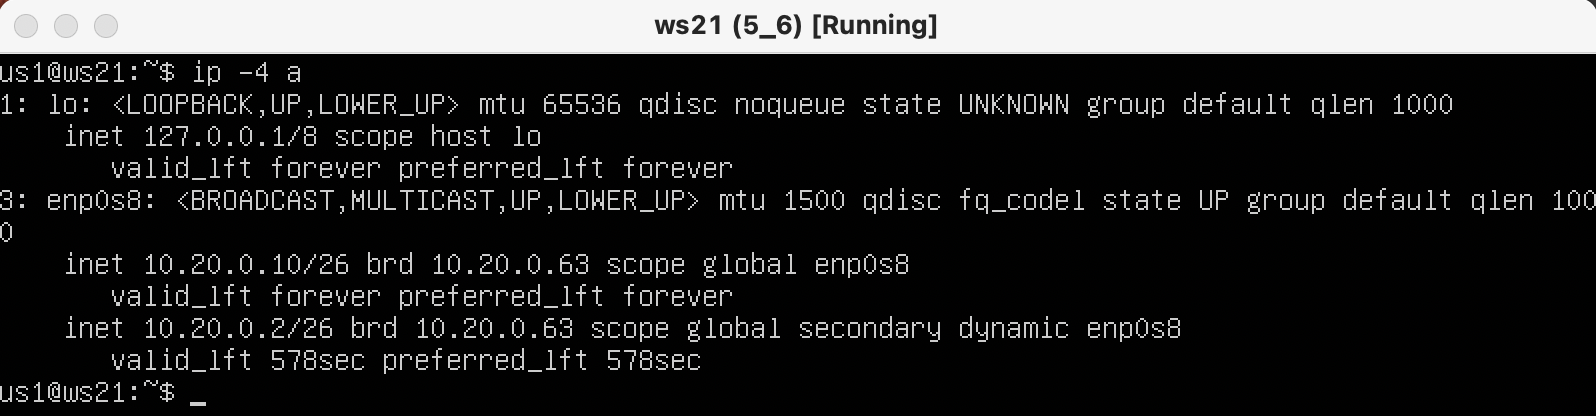 ws21 (5_6) [Running]
us1@ws21:~$ ip -4 a
1: lo: <LOOPBACK,UP,LOWER_UP> mtu 65536 qdisc noqueue state UNKNOWN group default qlen 1000
    inet 127.0.0.1/8 scope host lo
       valid_lft forever preferred_lft forever
3: enp0s8: <BROADCAST,MULTICAST,UP,LOWER_UP> mtu 1500 qdisc fq_codel state UP group default qlen 100
0
    inet 10.20.0.10/26 brd 10.20.0.63 scope global enp0s8
       valid_lft forever preferred_lft forever
    inet 10.20.0.2/26 brd 10.20.0.63 scope global secondary dynamic enp0s8
       valid_lft 578sec preferred_lft 578sec
us1@ws21:~$ _